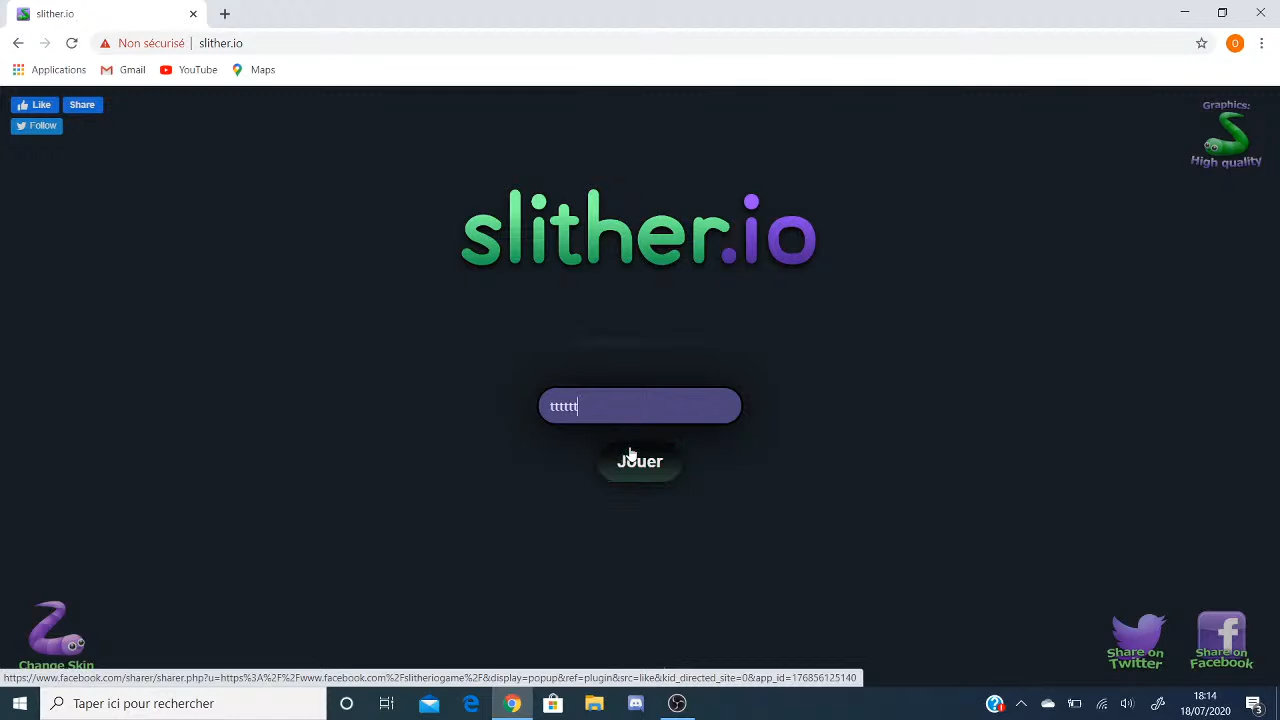 slither.io
Non sécurisé | slither.io
O
Applications Gmail YouTube Maps
Like Share
Follow
Graphics:
High quality
slither.io
tttttt
Jouer
Change Skin
Share on
Twitter
f
Share on
Facebook
https://www.facebook.com/sharer/sharer.php?u=https%3A%2F%2Fwww.facebook.com%2Fslitheriogame%2F&display=popup&ref=plugin&src=like&kid_directed_site=0&app_id=176856125140
Taper ici pour rechercher
18:14
18/07/2020
3